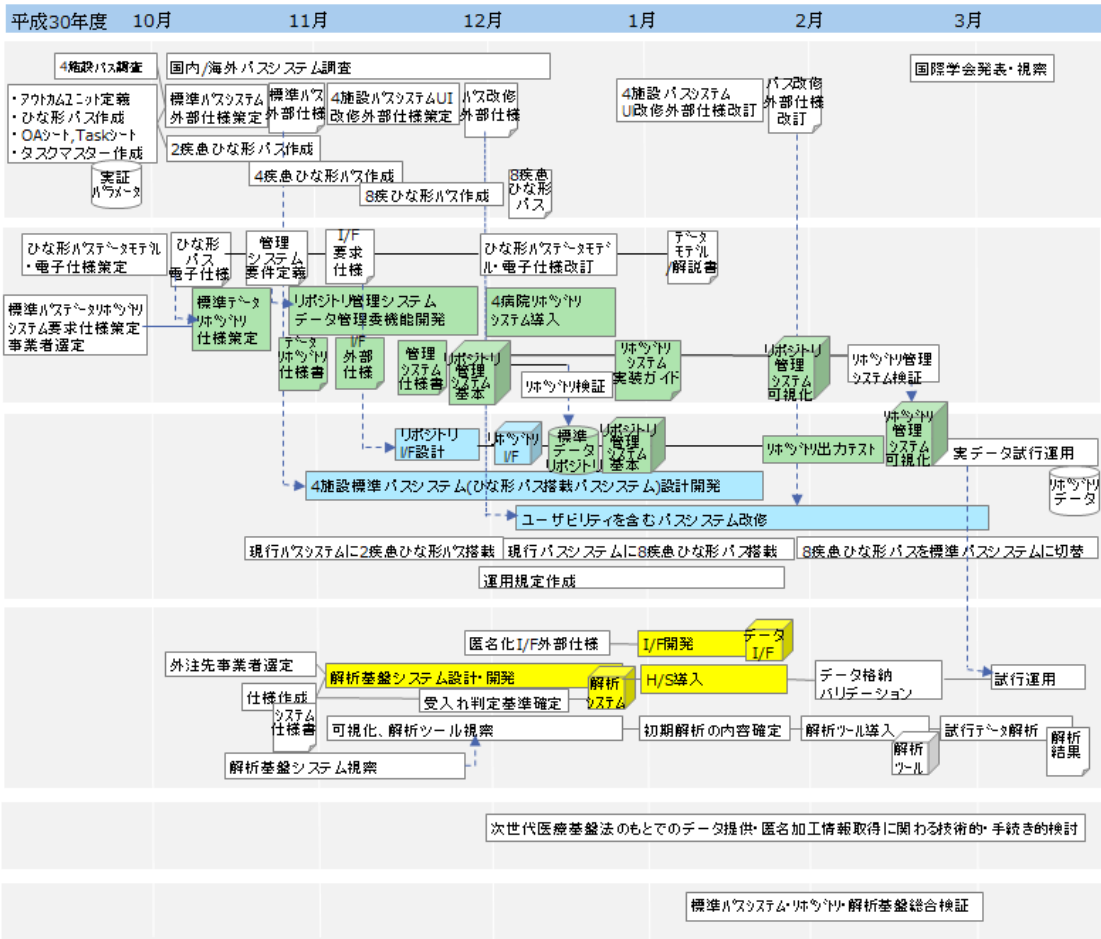 平成30年度
10月
11月
12月
1月
2月
3月
4施設パス調査
国内/海外パスシステム調査
国際学会発表・視察
・アウトカムユニット定義
・ひな形パス作成
・OAシート,Taskシート
・タスクマスター作成
標準パスシステム
外部仕様策定
標準パス
外部仕様
4施設パスシステムUI
改修外部仕様策定
パス改修
外部仕様
4施設パスシステム
UI改修外部仕様改訂
パス改修
外部仕様
改訂
2疾患ひな形パス作成
実証
パラメータ
4疾患ひな形パス作成
8疾ひな形パス作成
8疾患
ひな形
パス
ひな形パスデータモデル
・電子仕様策定
ひな形
パス
電子仕様
管理
システム
要件定義
I/F
要求
仕様
ひな形パスデータモデ
ル・電子仕様改訂
データ
モデル
/解説書
標準パスデータリポジトリ
システム要求仕様策定
事業者選定
標準データ
リポジトリ
仕様策定
リポジトリ管理システム
データ管理委機能開発
4病院リポジトリ
システム導入
データ
リポジトリ
仕様書
I/F
外部
仕様
管理
システム
仕様書
リポジトリ
管理
システム
基本
リポジトリ検証
リポジトリ
システム
実装ガイド
リポジトリ
管理
システム
可視化
リポジトリ管理
システム検証
リポジトリ
I/F設計
リポジトリ
I/F
標準
データ
リポジトリ
リポジトリ
管理
システム
基本
リポジトリ出力テスト
リポジトリ
管理
システム
可視化
実データ試行運用
リポジトリ
データ
4施設標準パスシステム(ひな形パス搭載パスシステム)設計開発
ユーザビリティを含むパスシステム改修
現行パスシステムに2疾患ひな形パス搭載
現行パスシステムに8疾患ひな形パス搭載
8疾患ひな形パスを標準パスシステムに切替
運用規定作成
匿名化I/F外部仕様
I/F開発
データ
I/F
外注先事業者選定
解析基盤システム設計・開発
解析
システム
H/S導入
データ格納
バリデーション
試行運用
仕様作成
受入れ判定基準確定
システム
仕様書
可視化、解析ツール視察
初期解析の内容確定
解析ツール導入
解析
ツール
試行データ解析
解析
結果
解析基盤システム視察
次世代医療基盤法のもとでのデータ提供・匿名加工情報取得に関わる技術的・手続き的検討
標準パスシステム・リポジトリ・解析基盤総合検証